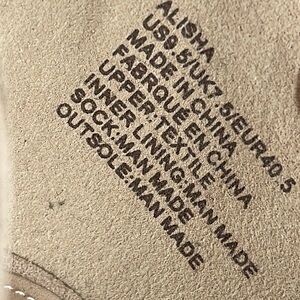 ALISHA
US9.5/UK7.5/EUR40.5
MADE IN CHINA
FABRIQUE EN CHINA
UPPER:TEXTILE
INNER LINING:MAN MADE
SOCK:MAN MADE
OUTSOLE:MAN MADE